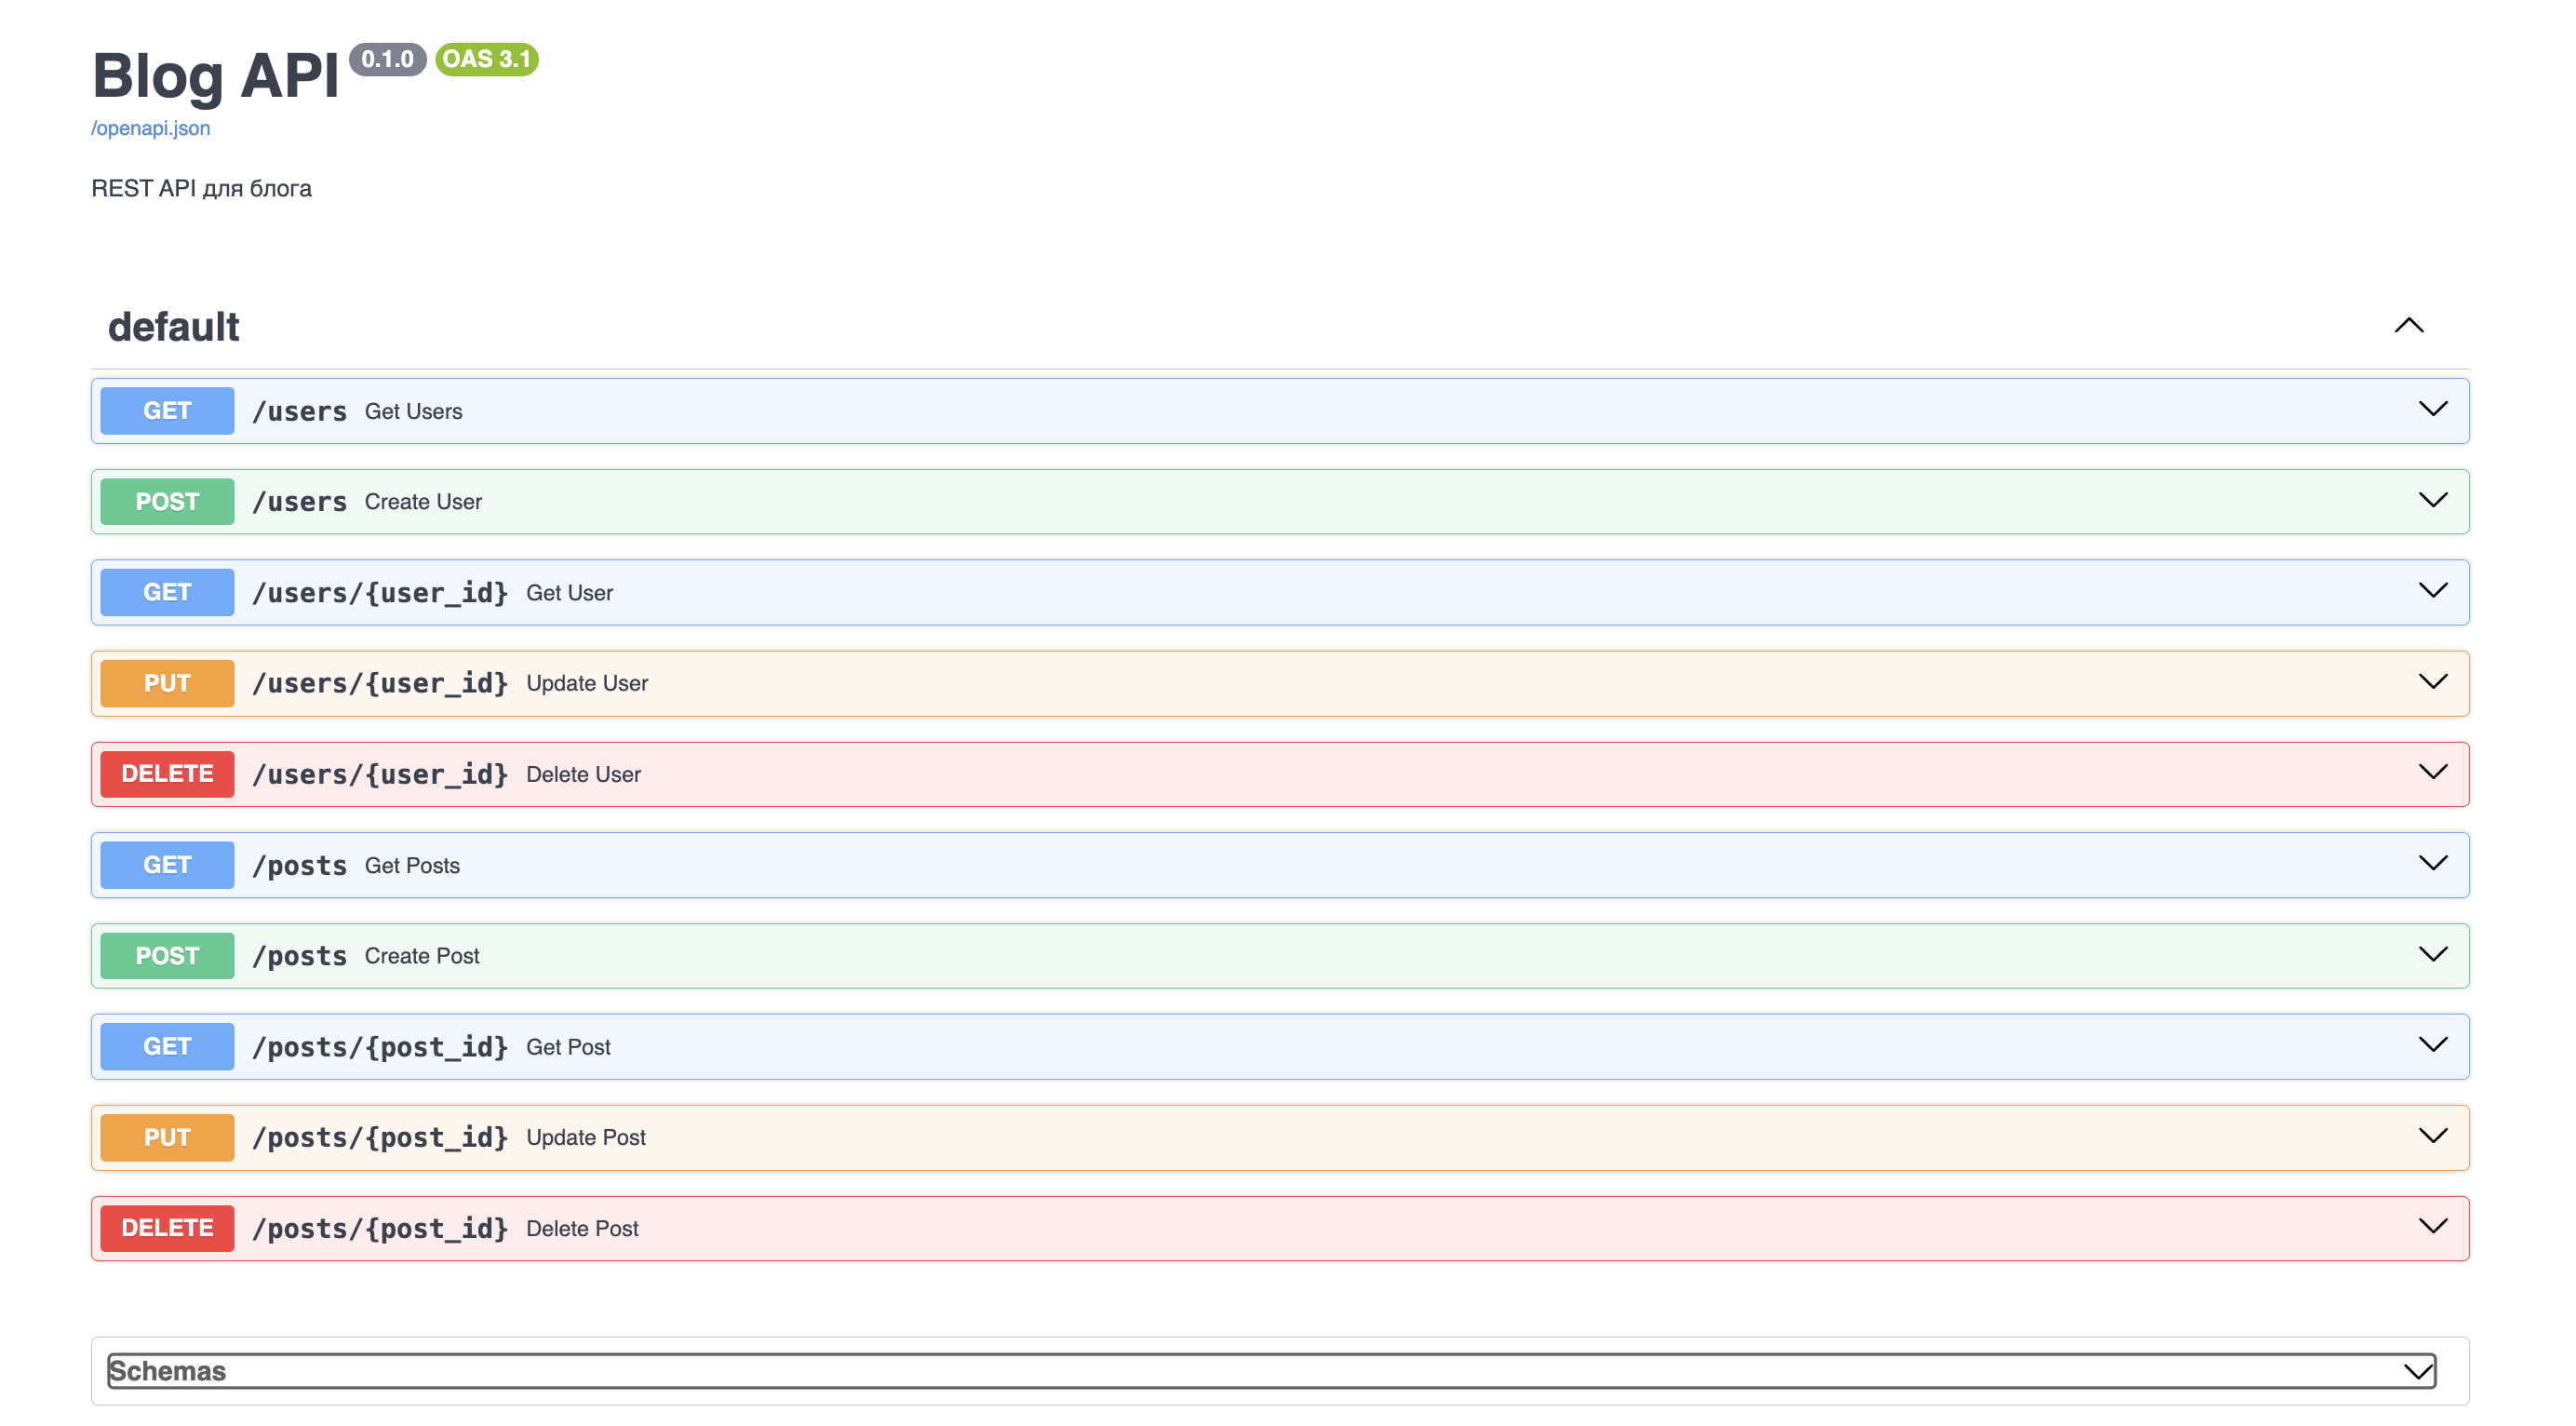 Blog API 0.1.0 OAS 3.1
/openapi.json
REST API для блога
default
GET /users Get Users
POST /users Create User
GET /users/{user_id} Get User
PUT /users/{user_id} Update User
DELETE /users/{user_id} Delete User
GET /posts Get Posts
POST /posts Create Post
GET /posts/{post_id} Get Post
PUT /posts/{post_id} Update Post
DELETE /posts/{post_id} Delete Post
Schemas